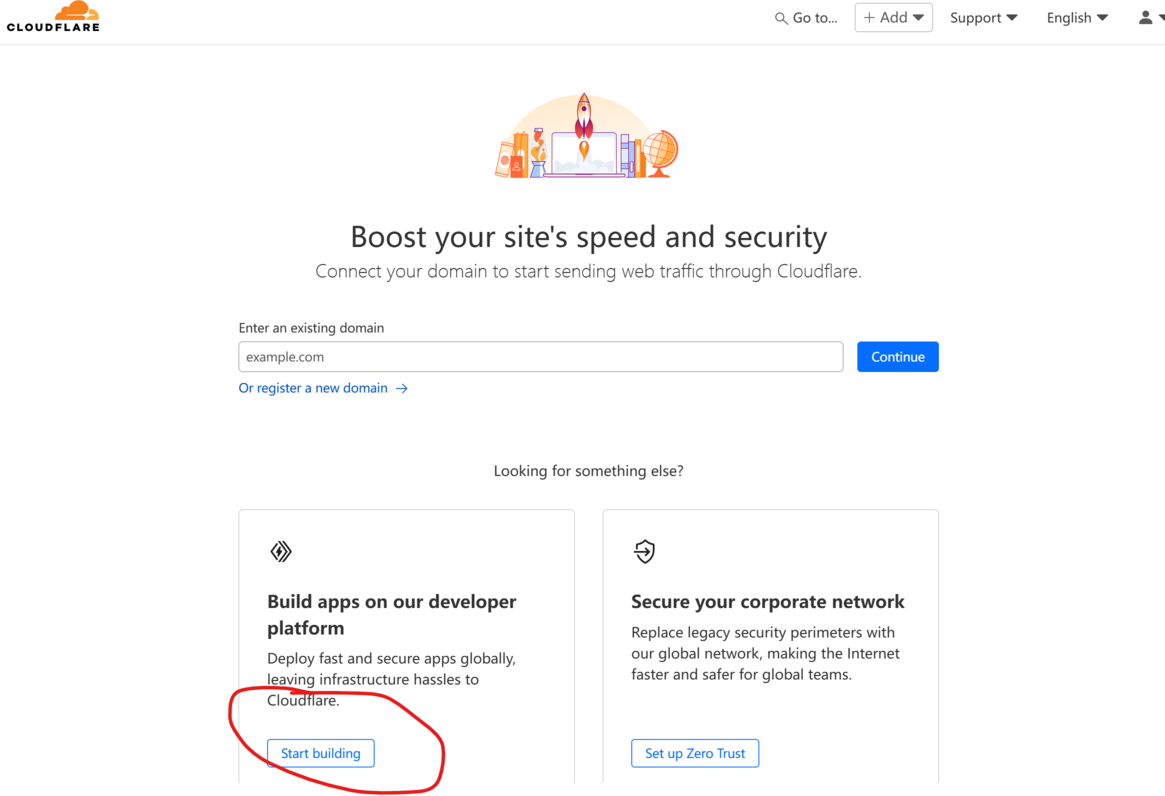 CLOUDFLARE
Go to... + Add Support English
Boost your site's speed and security
Connect your domain to start sending web traffic through Cloudflare.
Enter an existing domain
example.com Continue
Or register a new domain →
Looking for something else?
Build apps on our developer
platform
Deploy fast and secure apps globally,
leaving infrastructure hassles to
Cloudflare.
Start building
Secure your corporate network
Replace legacy security perimeters with
our global network, making the Internet
faster and safer for global teams.
Set up Zero Trust